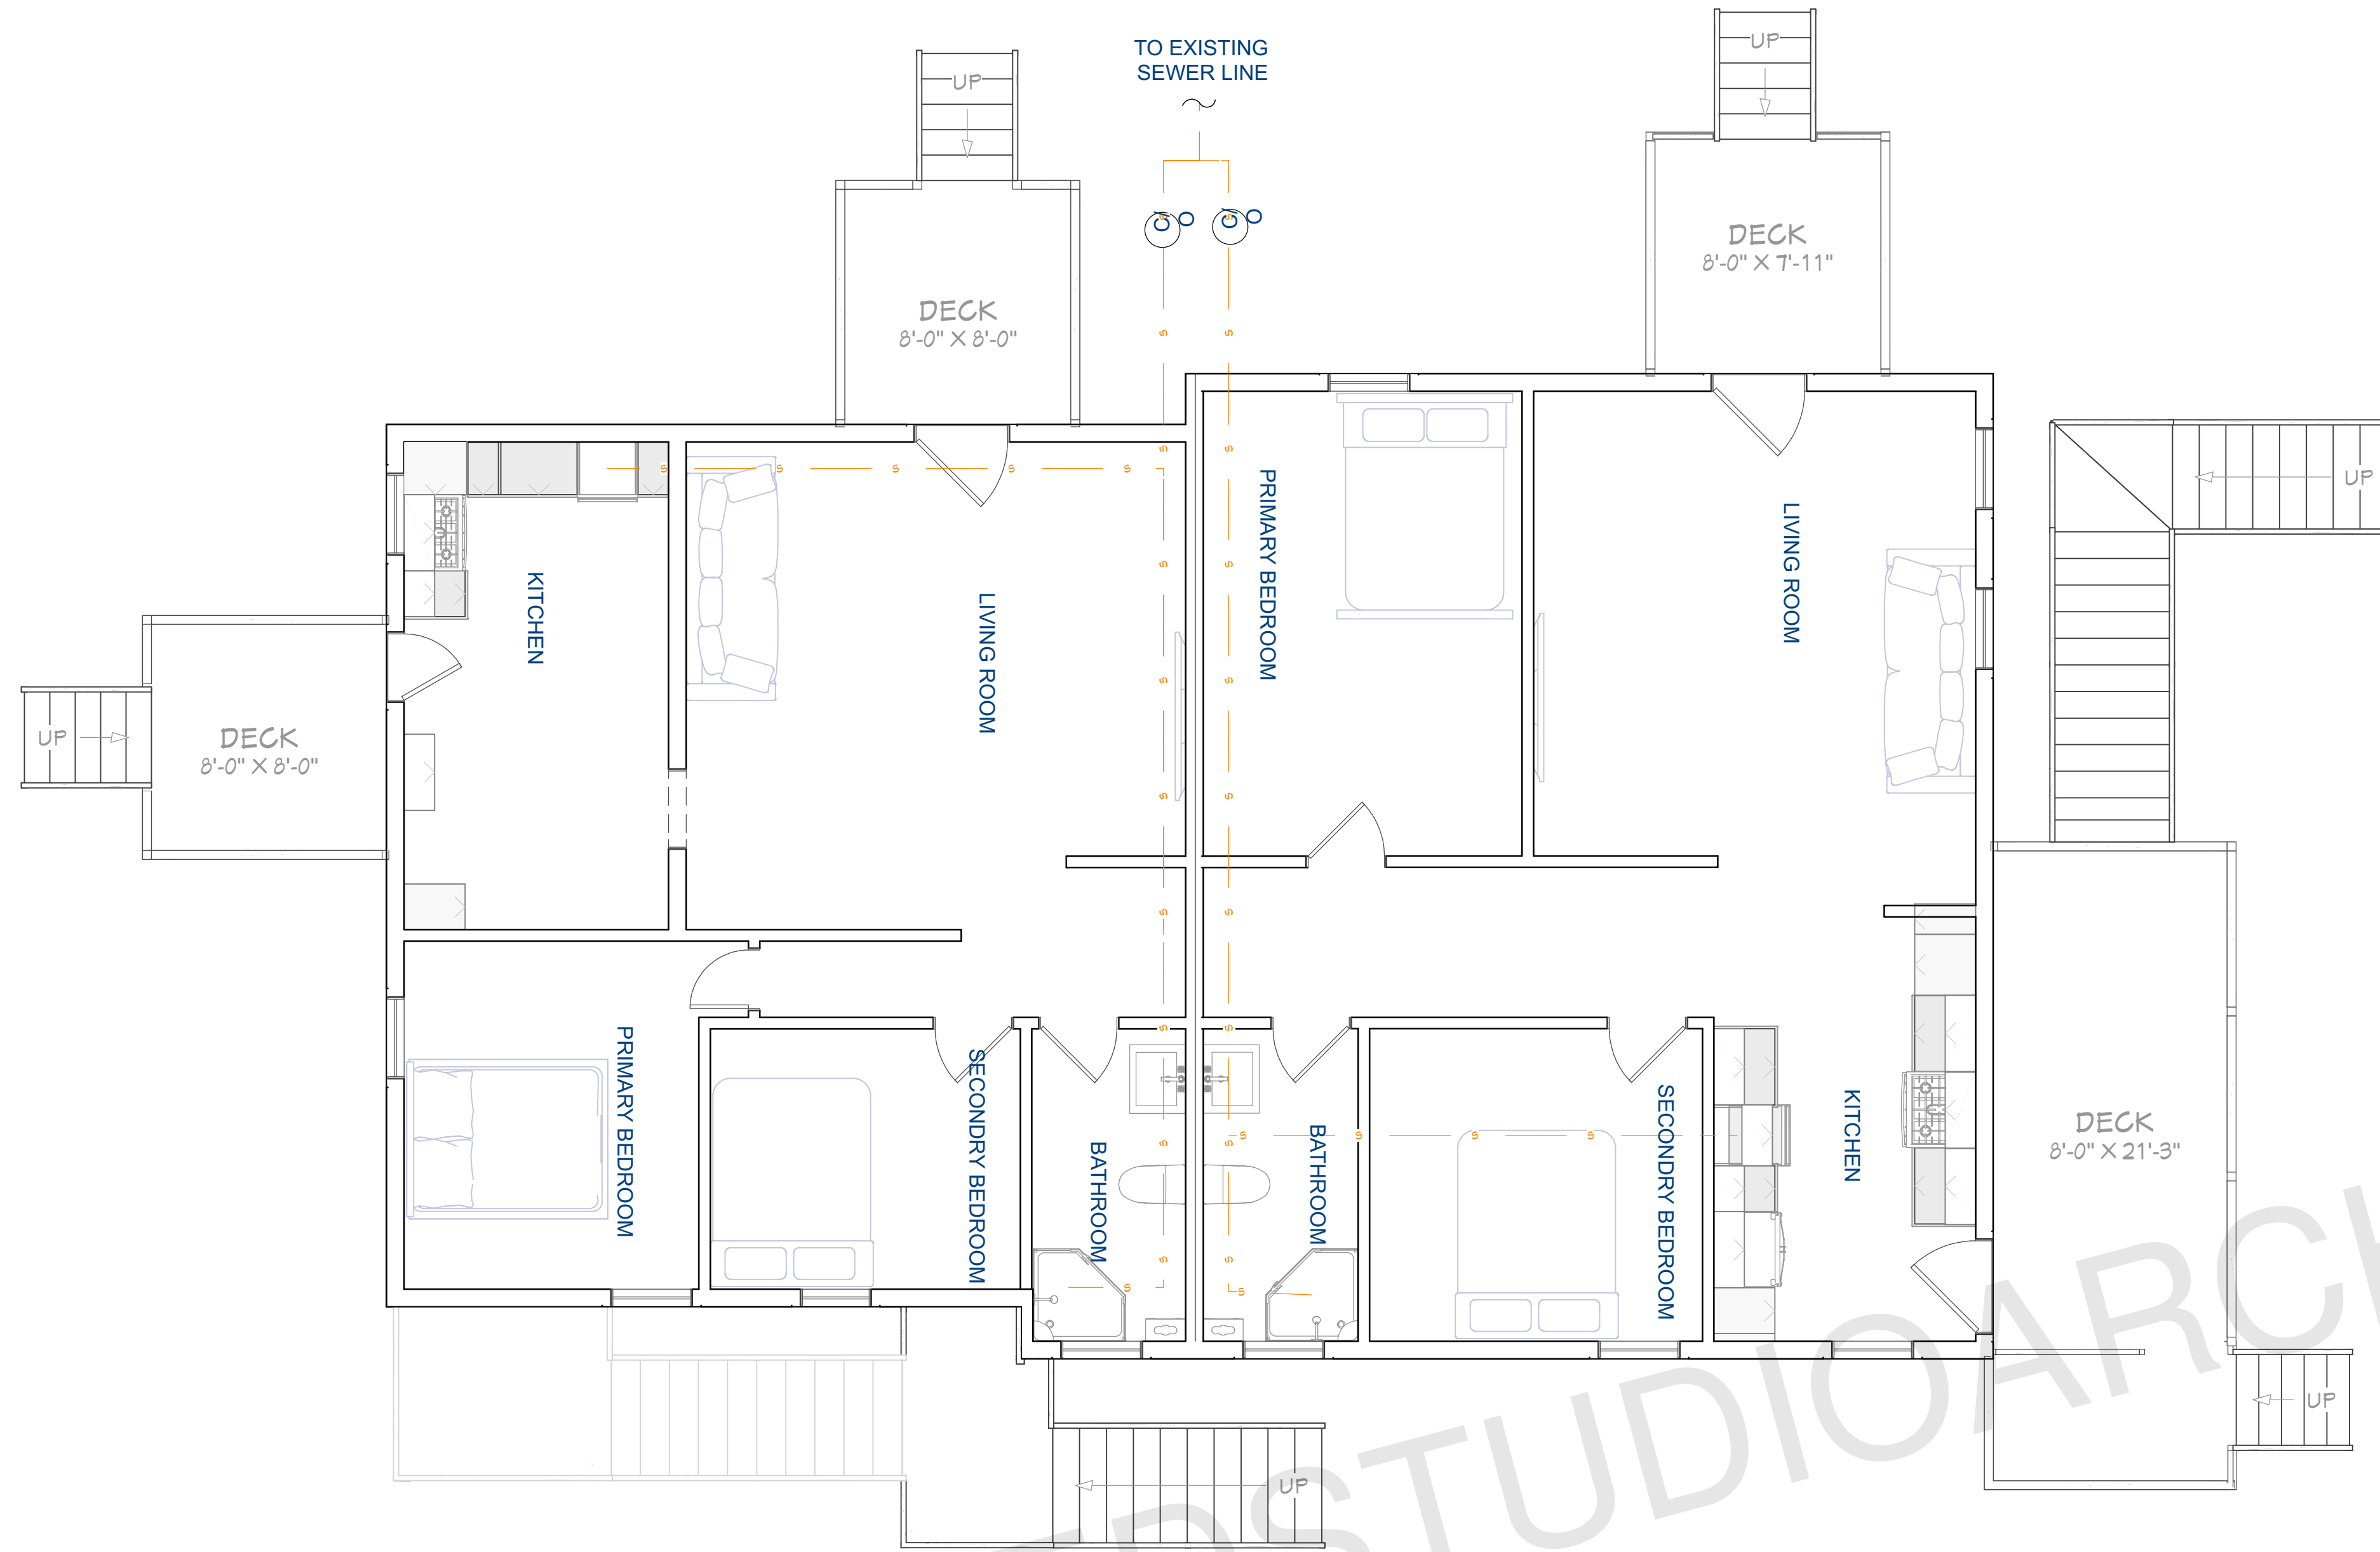 TO EXISTING
SEWER LINE
UP
UP
C/
O
C/
O
DECK
8'-0" X 7'-11"
DECK
8'-0" X 8'-0"
S
S
S
S
S
S
S
S
S
S
S
S
S
UP
PRIMARY BEDROOM
LIVING ROOM
KITCHEN
LIVING ROOM
S
S
S
S
UP
DECK
8'-0" X 8'-0"
S
S
S
S
S
S
PRIMARY BEDROOM
SECONDRY BEDROOM
BATHROOM
BATHROOM
SECONDRY BEDROOM
KITCHEN
DECK
8'-0" X 21'-3"
S
S
S
S
S
S
S
S
S
S
UP
UP
EDSTUDIOARCH